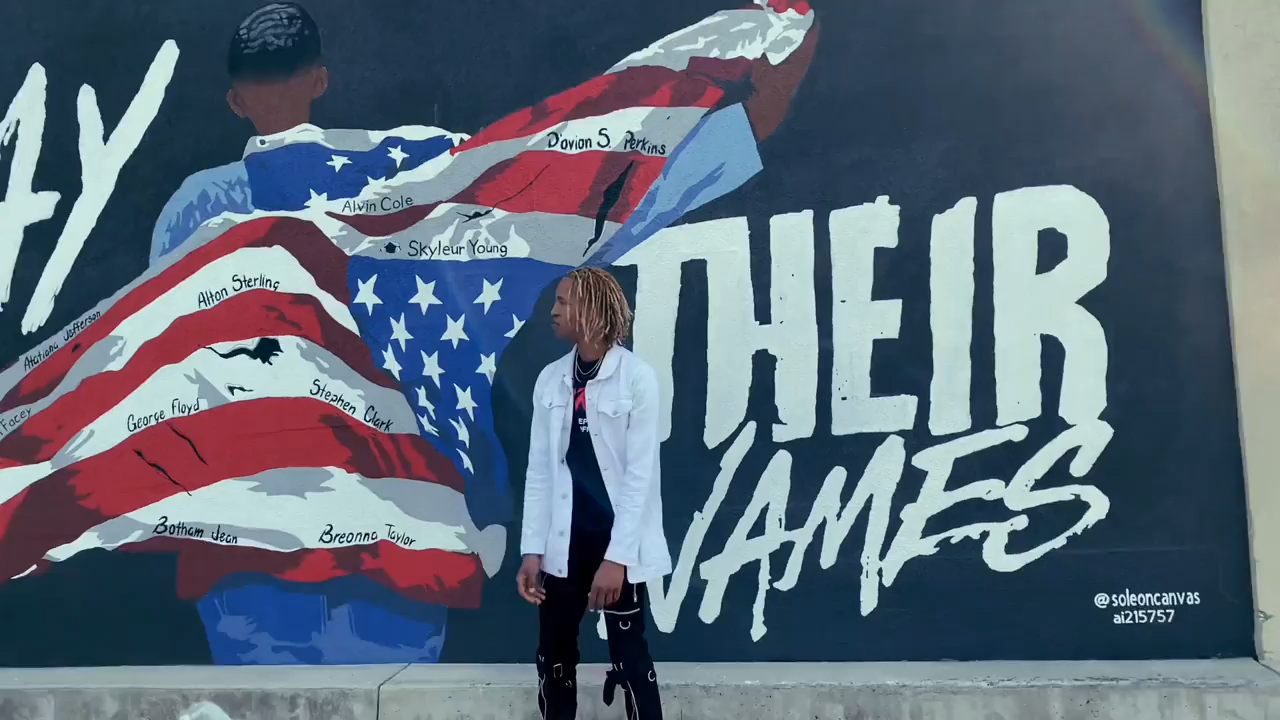 AY
THEIR
NAMES
D'avion S. Perkins
Alvin Cole
Skyleur Young
Alton Sterling
Atatiana Jefferson
Facey
George Floyd
Stephen Clark
Botham Jean
Breonna Taylor
@soleoncanvas
ai215757